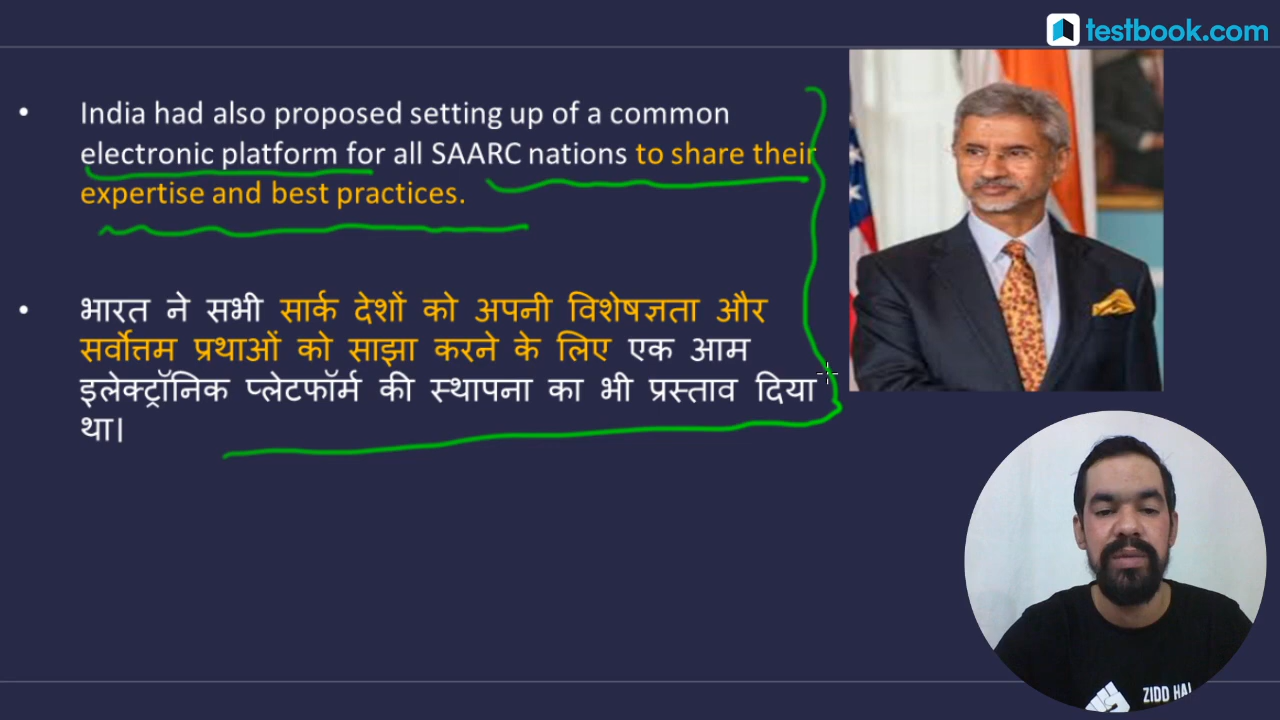 testbook.com
India had also proposed setting up of a common
electronic platform for all SAARC nations to share their
expertise and best practices.
भारत ने सभी सार्क देशों को अपनी विशेषज्ञता और
सर्वोत्तम प्रथाओं को साझा करने के लिए एक आम
इलेक्ट्रॉनिक प्लेटफॉर्म की स्थापना का भी प्रस्ताव दिया
था।
ZIDD HAI